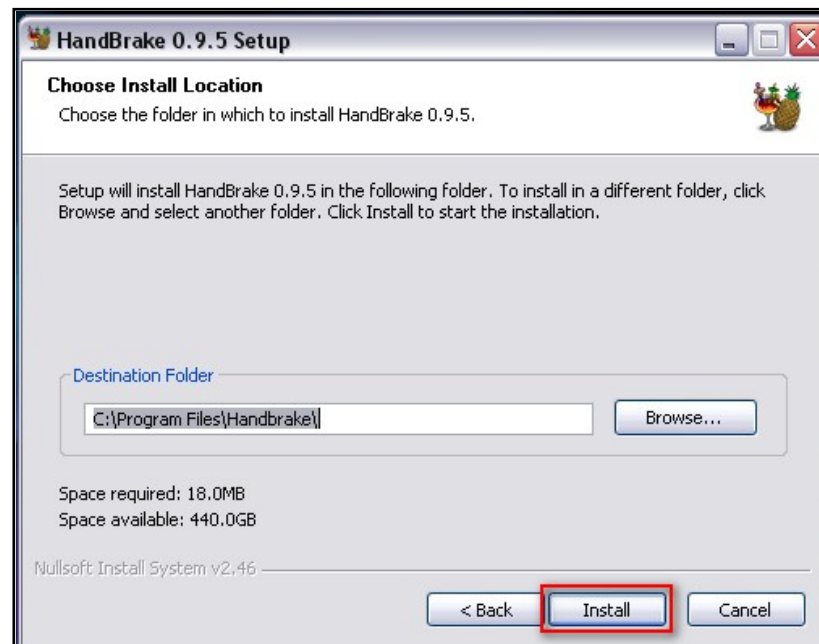 HandBrake 0.9.5 Setup
Choose Install Location
Choose the folder in which to install HandBrake 0.9.5.
Setup will install HandBrake 0.9.5 in the following folder. To install in a different folder, click
Browse and select another folder. Click Install to start the installation.
Destination Folder
C:\Program Files\Handbrake\
Browse...
Space required: 18.0MB
Space available: 440.0GB
Nullsoft Install System v2.46
< Back
Install
Cancel